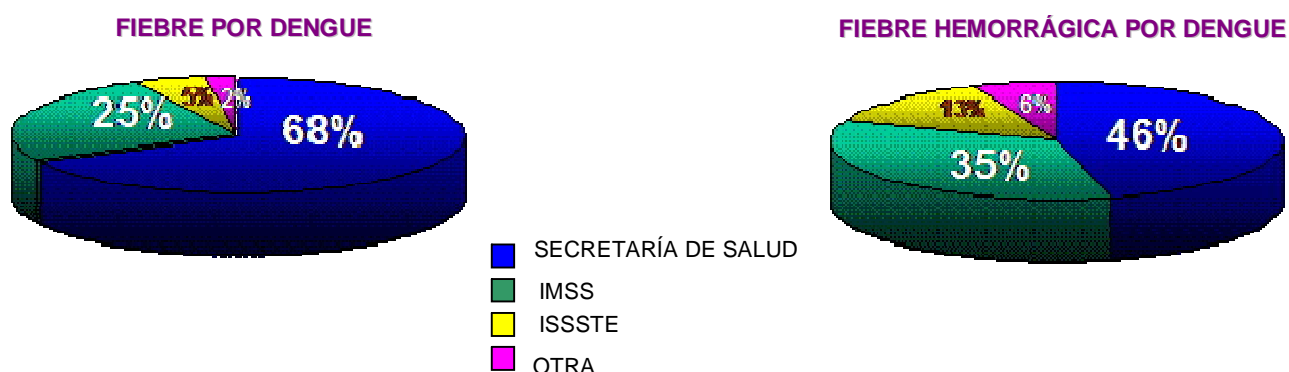 FIEBRE POR DENGUE
25%
5%
2%
68%
FIEBRE HEMORRÁGICA POR DENGUE
13%
6%
46%
35%
SECRETARÍA DE SALUD
IMSS
ISSSTE
OTRA